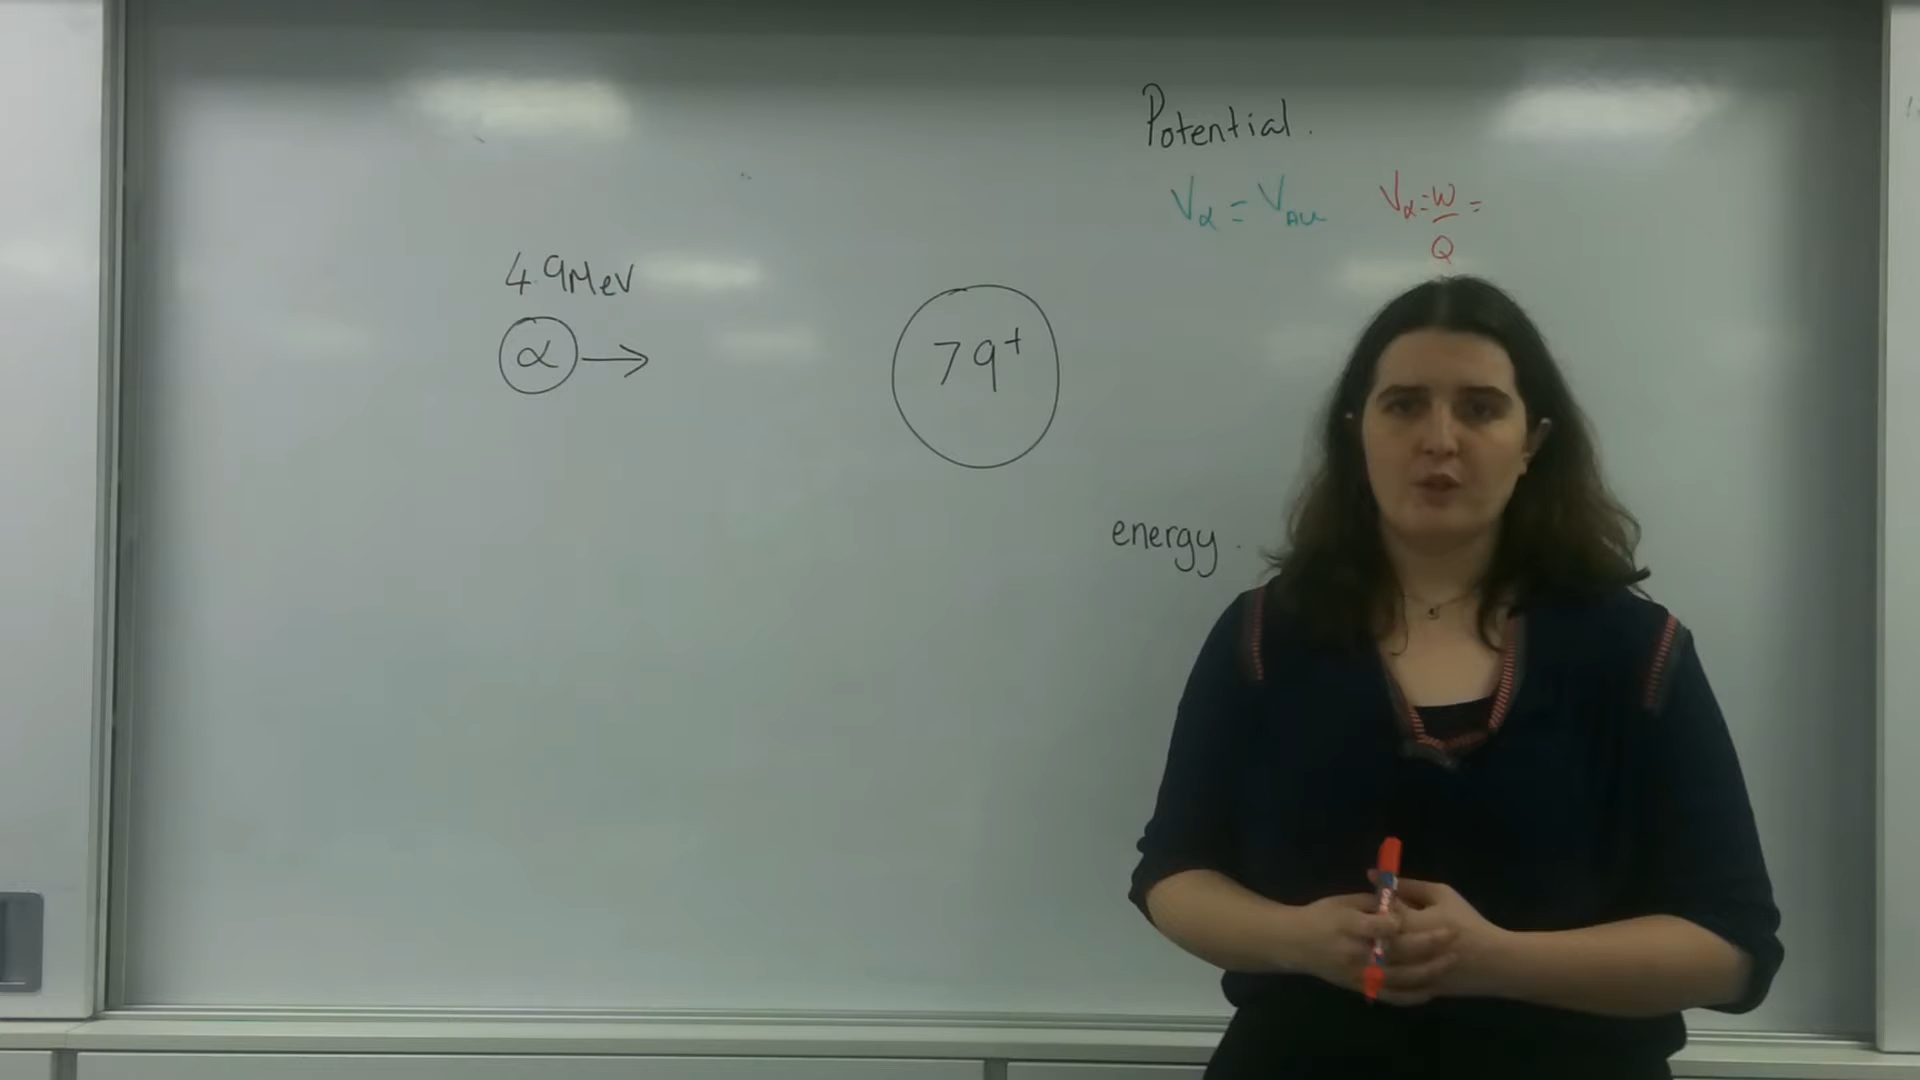 Potential.
Vα = VAu
Vα = W/Q =
4.9MeV
α
79+
energy.